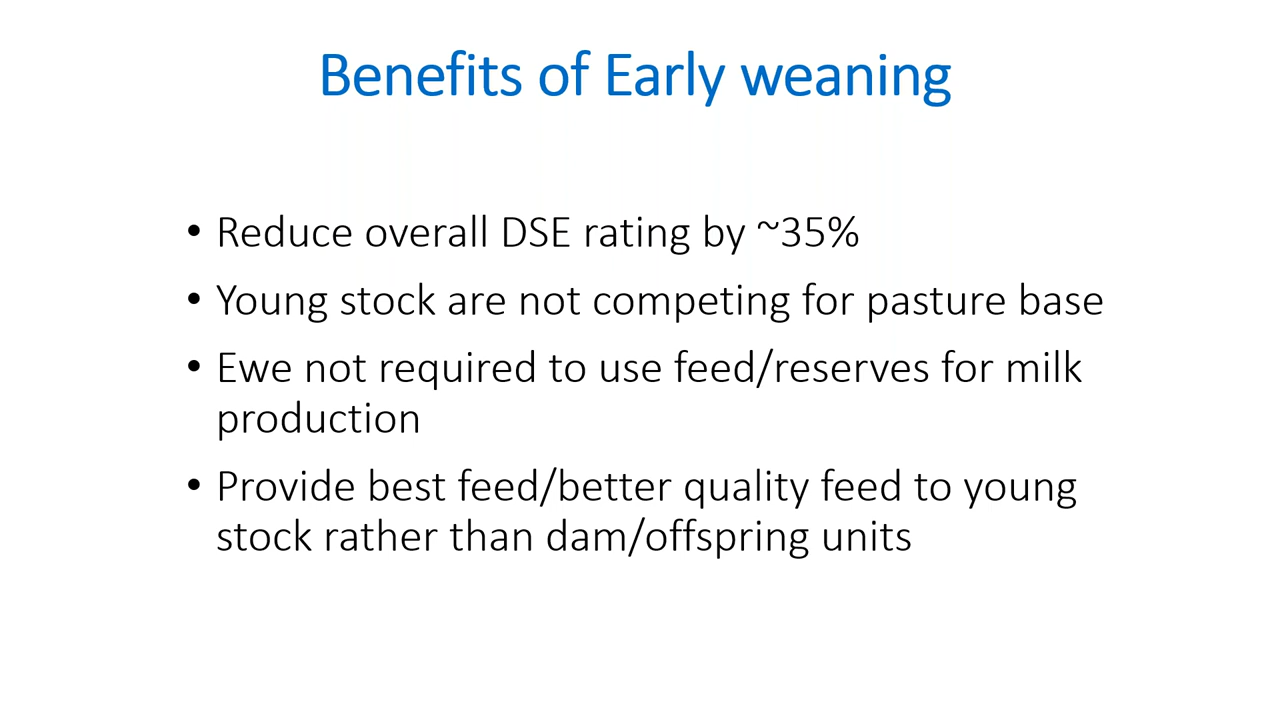 Benefits of Early weaning
• Reduce overall DSE rating by ~35%
• Young stock are not competing for pasture base
• Ewe not required to use feed/reserves for milk
production
• Provide best feed/better quality feed to young
stock rather than dam/offspring units